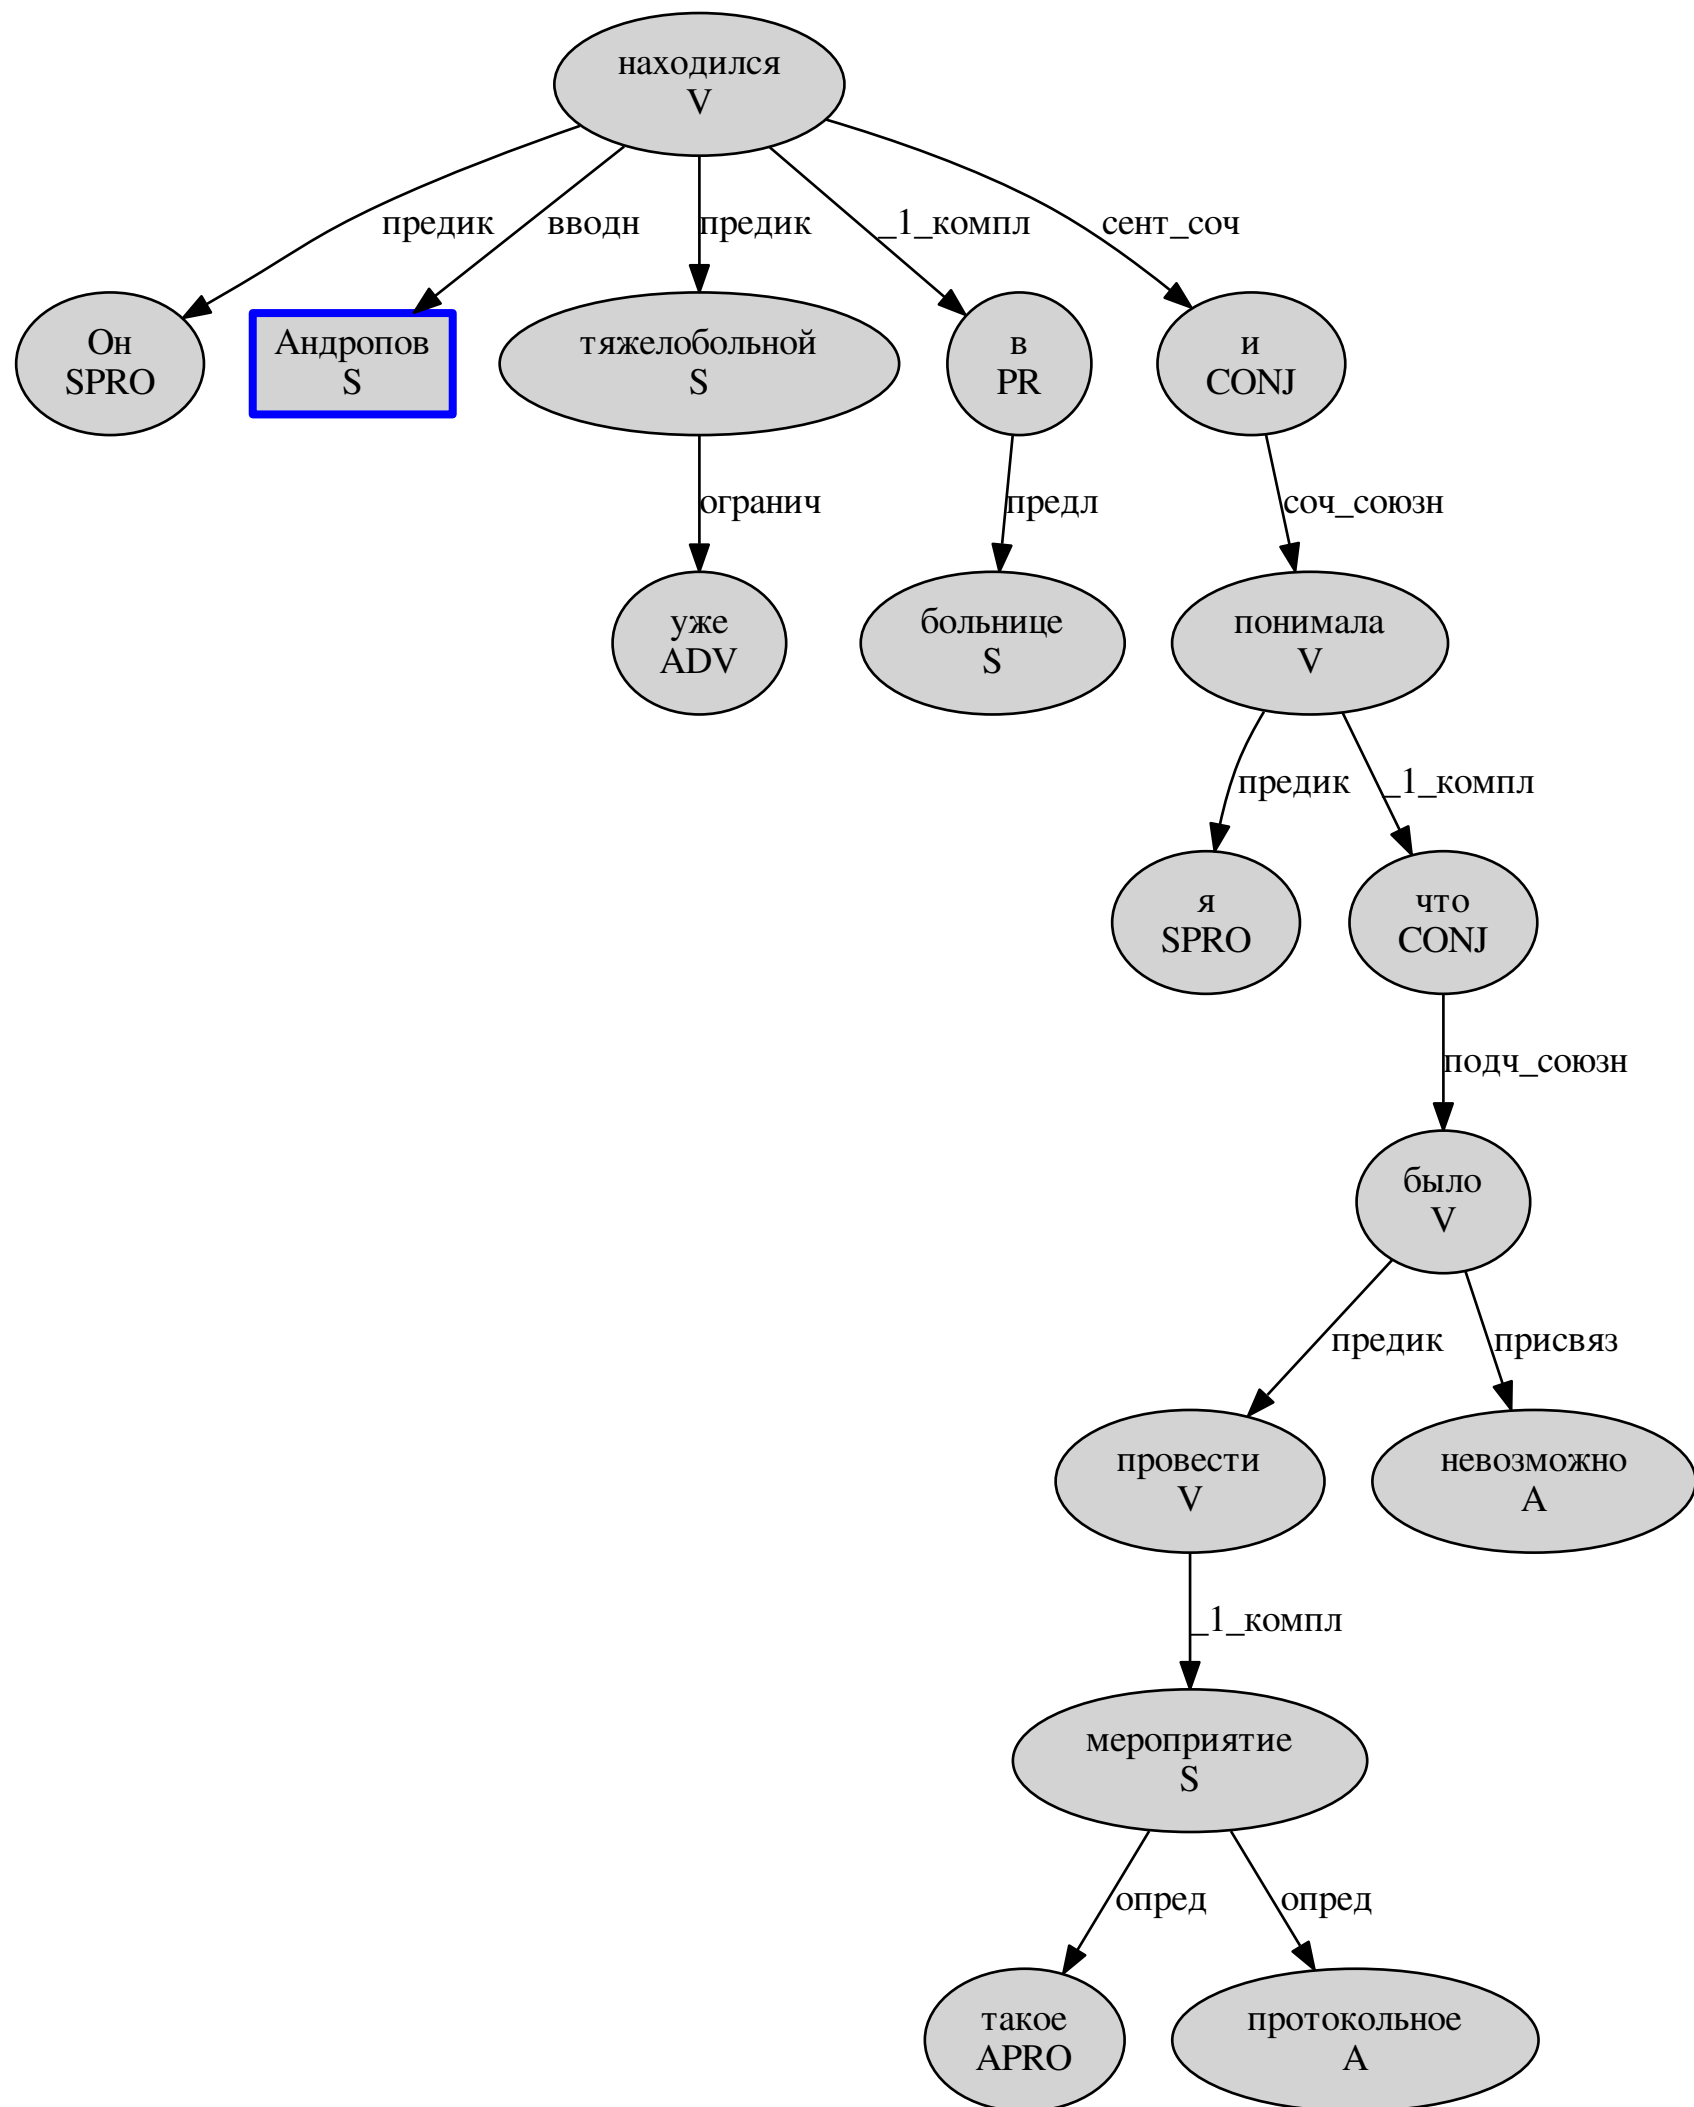 находился
V
предик
вводн
предик
_1_компл
сент_соч
Он
SPRO
Андропов
S
тяжелобольной
S
в
PR
и
CONJ
огранич
предл
соч_союзн
уже
ADV
больнице
S
понимала
V
предик
_1_компл
я
SPRO
что
CONJ
подч_союзн
было
V
предик
присвяз
провести
V
невозможно
A
_1_компл
мероприятие
S
опред
опред
такое
APRO
протокольное
A